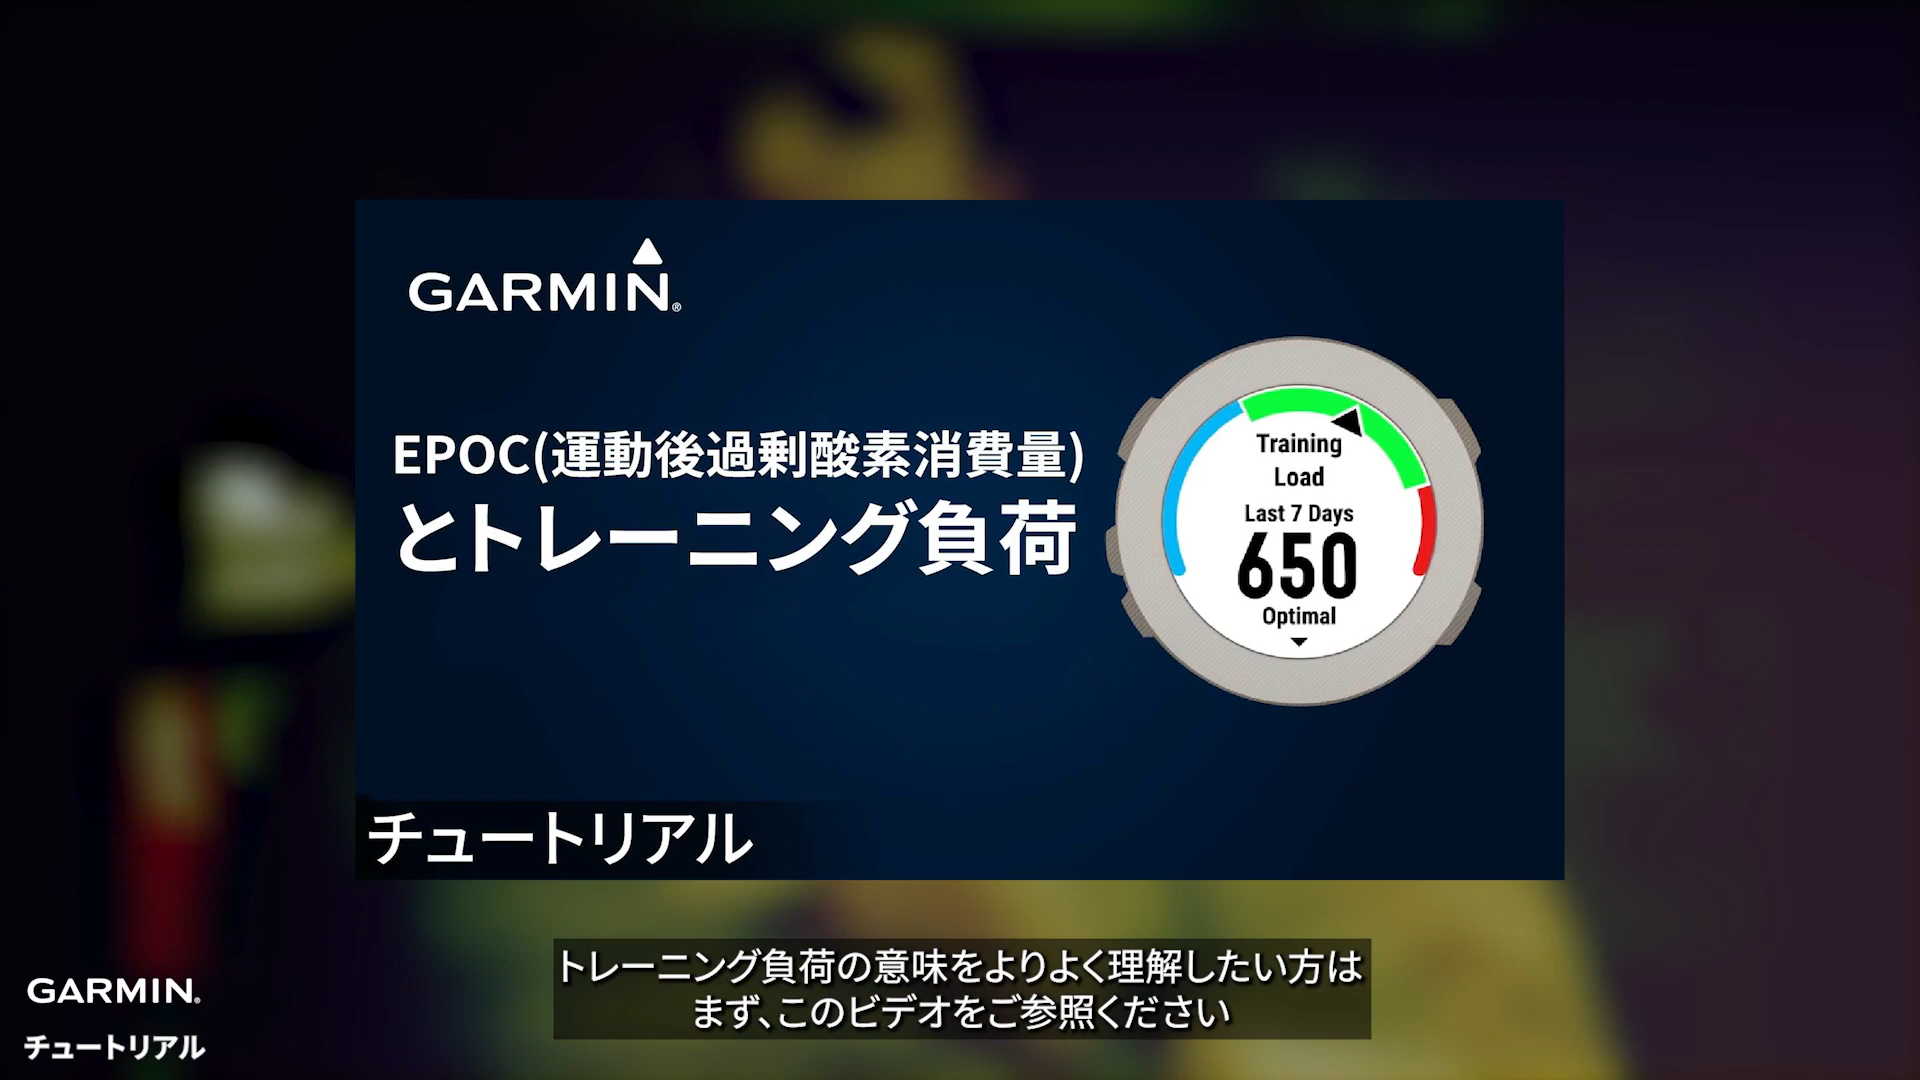 GARMIN®
EPOC(運動後過剰酸素消費量)
とトレーニング負荷
Training
Load
Last 7 Days
650
Optimal
チュートリアル
トレーニング負荷の意味をよりよく理解したい方は
まず、このビデオをご参照ください
GARMIN®
チュートリアル